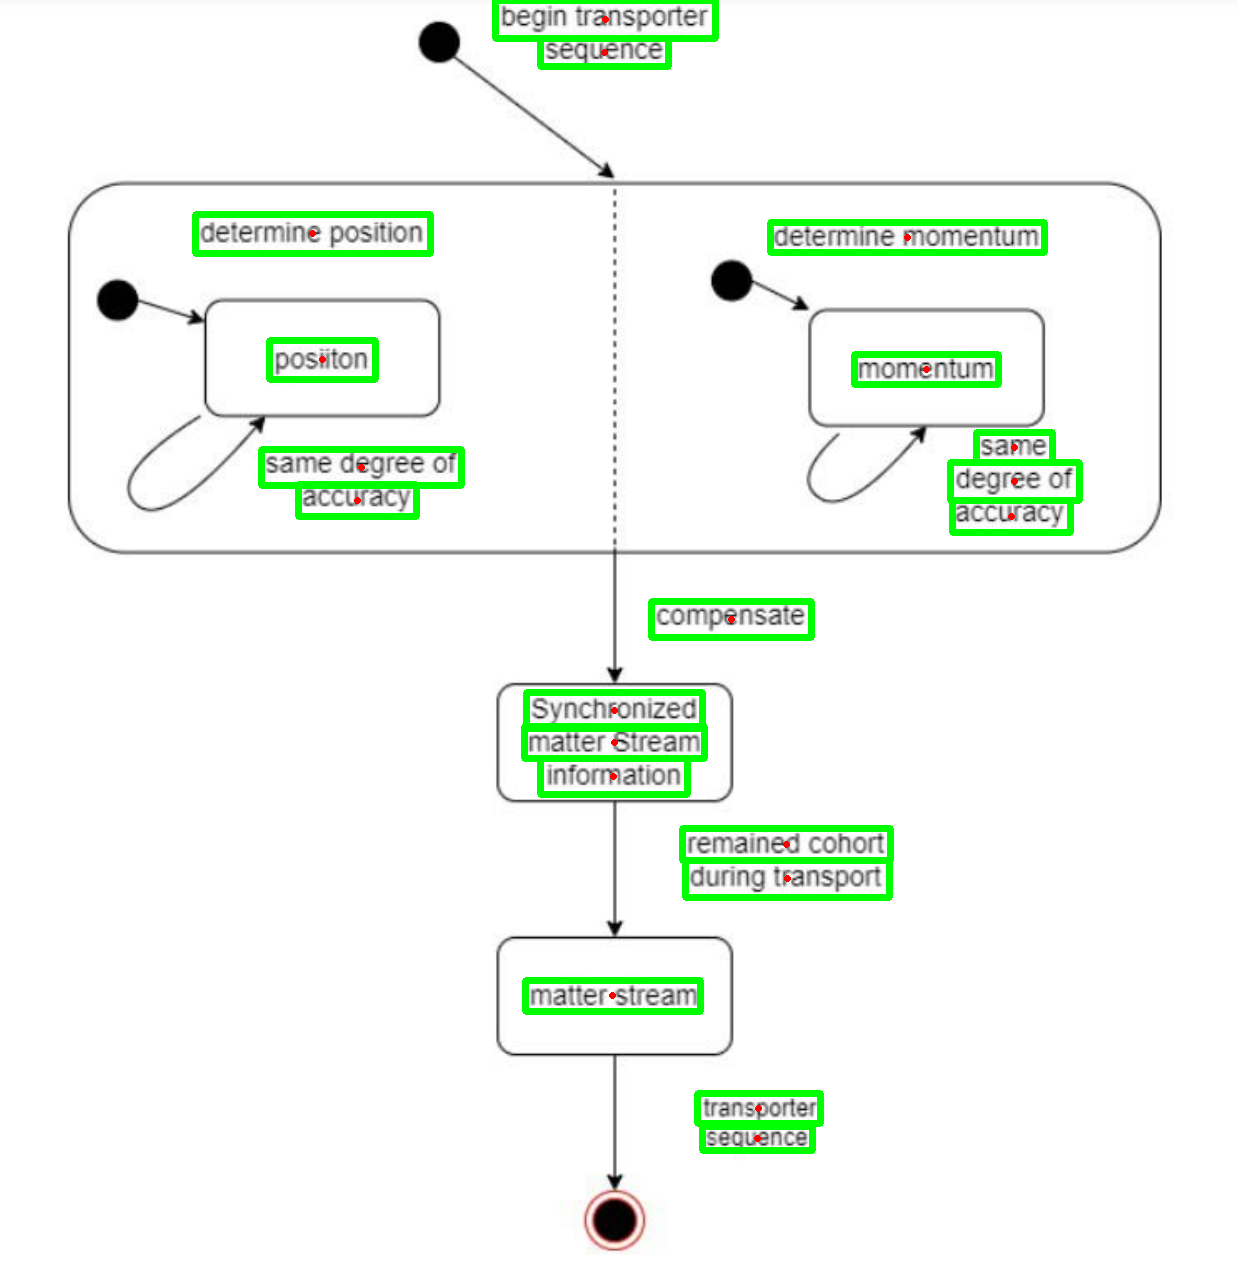 begin transporter
sequence
determine position
determine momentum
posiiton
momentum
same degree of
accuracy
same
degree of
accuracy
compensate
Synchronized
matter Stream
information
remained cohort
during transport
matter stream
transporter
sequence